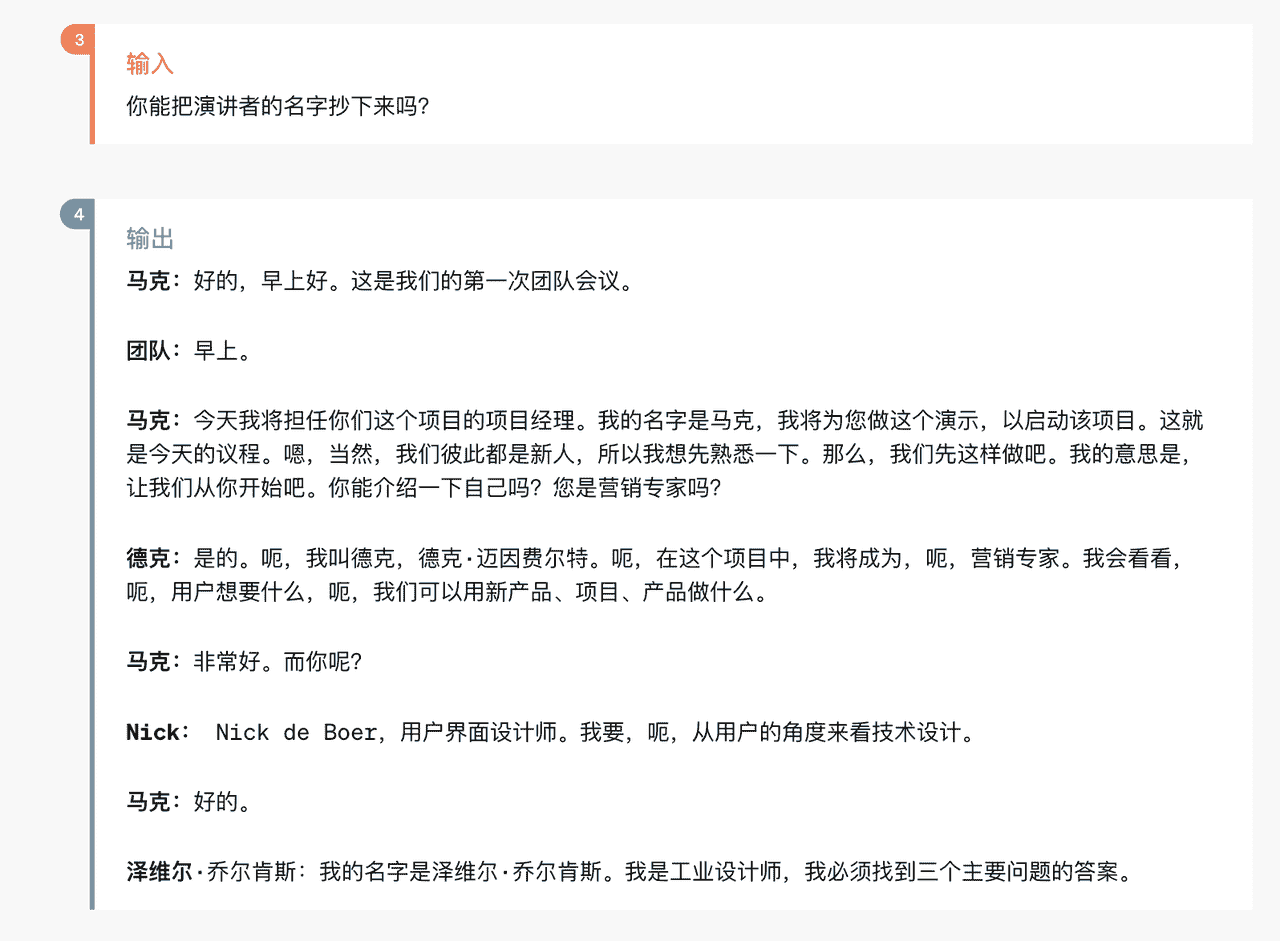 3
输入
你能把演讲者的名字抄下来吗?
4
输出
马克：好的，早上好。这是我们的第一次团队会议。
团队：早上。
马克：今天我将担任你们这个项目的项目经理。我的名字是马克，我将为您做这个演示，以启动该项目。这就
是今天的议程。嗯，当然，我们彼此都是新人，所以我想先熟悉一下。那么，我们先这样做吧。我的意思是，
让我们从你开始吧。你能介绍一下自己吗？您是营销专家吗？
德克：是的。呃，我叫德克，德克·迈因费尔特。呃，在这个项目中，我将成为，呃，营销专家。我会看看，
呃，用户想要什么，呃，我们可以用新产品、项目、产品做什么。
马克：非常好。而你呢？
Nick： Nick de Boer，用户界面设计师。我要，呃，从用户的角度来看技术设计。
马克：好的。
泽维尔·乔尔肯斯：我的名字是泽维尔·乔尔肯斯。我是工业设计师，我必须找到三个主要问题的答案。